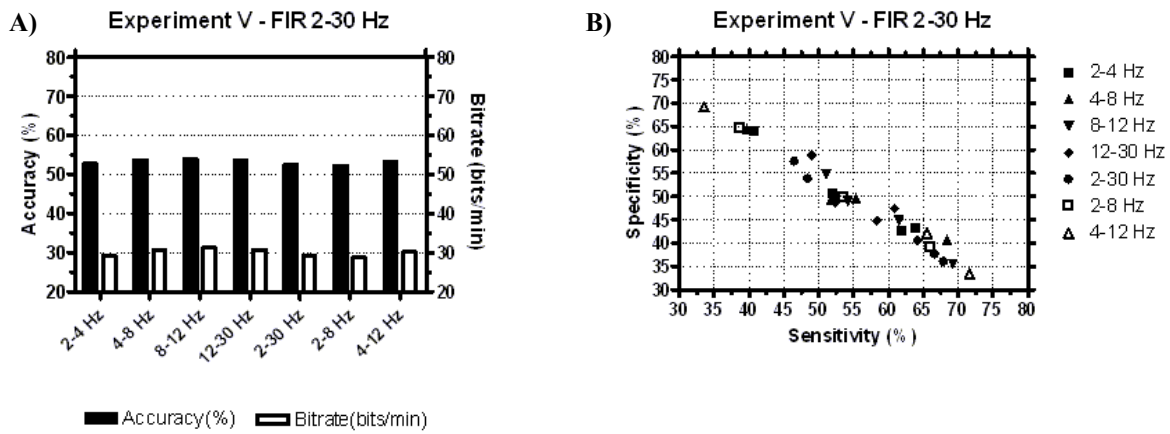 A)
Experiment V - FIR 2-30 Hz
80
70
60
50
40
30
20
Accuracy (%)
80
70
60
50
40
30
20
Bitrate (bits/min)
2-4 Hz
4-8 Hz
8-12 Hz
12-30 Hz
2-30 Hz
2-8 Hz
4-12 Hz
Accuracy(%)
Bitrate(bits/min)
B)
Experiment V - FIR 2-30 Hz
80
75
70
65
60
55
50
45
40
35
30
Specificity (%)
30 35 40 45 50 55 60 65 70 75 80
Sensitivity (%)
2-4 Hz
4-8 Hz
8-12 Hz
12-30 Hz
2-30 Hz
2-8 Hz
4-12 Hz